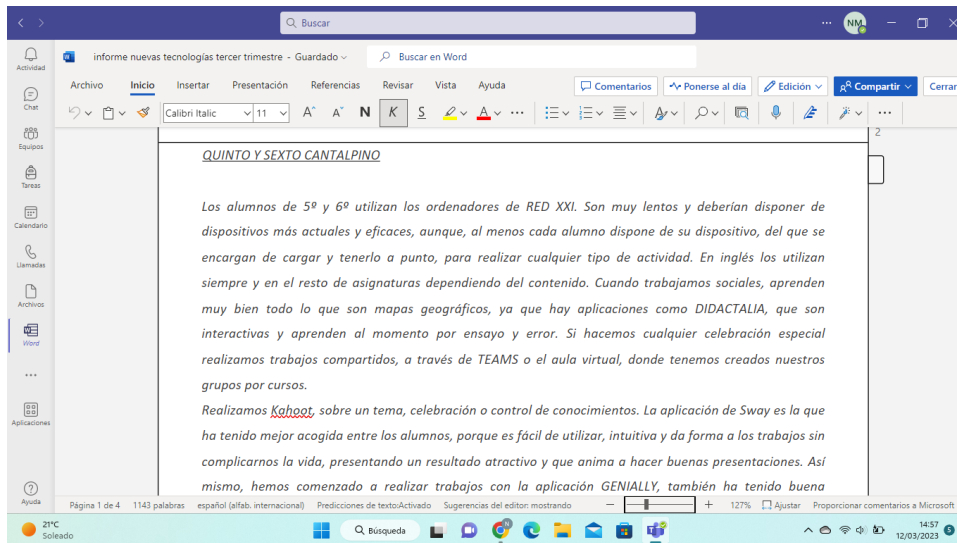 Buscar
NM
Actividad
informe nuevas tecnologías tercer trimestre - Guardado
Buscar en Word
Archivo Inicio Insertar Presentación Referencias Revisar Vista Ayuda Comentarios Ponerse al día Edición Compartir Cerrar
Chat
Calibri Italic 11 A A N K S A
Equipos
2
QUINTO Y SEXTO CANTALPINO
Tareas
Calendario
Llamadas
Archivos
Word
Aplicaciones
Los alumnos de 5º y 6º utilizan los ordenadores de RED XXI. Son muy lentos y deberían disponer de
dispositivos más actuales y eficaces, aunque, al menos cada alumno dispone de su dispositivo, del que se
encargan de cargar y tenerlo a punto, para realizar cualquier tipo de actividad. En inglés los utilizan
siempre y en el resto de asignaturas dependiendo del contenido. Cuando trabajamos sociales, aprenden
muy bien todo lo que son mapas geográficos, ya que hay aplicaciones como DIDACTALIA, que son
interactivas y aprenden al momento por ensayo y error. Si hacemos cualquier celebración especial
realizamos trabajos compartidos, a través de TEAMS o el aula virtual, donde tenemos creados nuestros
grupos por cursos.
Realizamos Kahoot, sobre un tema, celebración o control de conocimientos. La aplicación de Sway es la que
ha tenido mejor acogida entre los alumnos, porque es fácil de utilizar, intuitiva y da forma a los trabajos sin
complicarnos la vida, presentando un resultado atractivo y que anima a hacer buenas presentaciones. Así
mismo, hemos comenzado a realizar trabajos con la aplicación GENIALLY, también ha tenido buena
Ayuda
Página 1 de 4 1143 palabras español (alfab. internacional) Predicciones de texto:Activado Sugerencias del editor: mostrando 127% Ajustar Proporcionar comentarios a Microsoft
21°C
Soleado
Búsqueda
14:57
12/03/2023
5